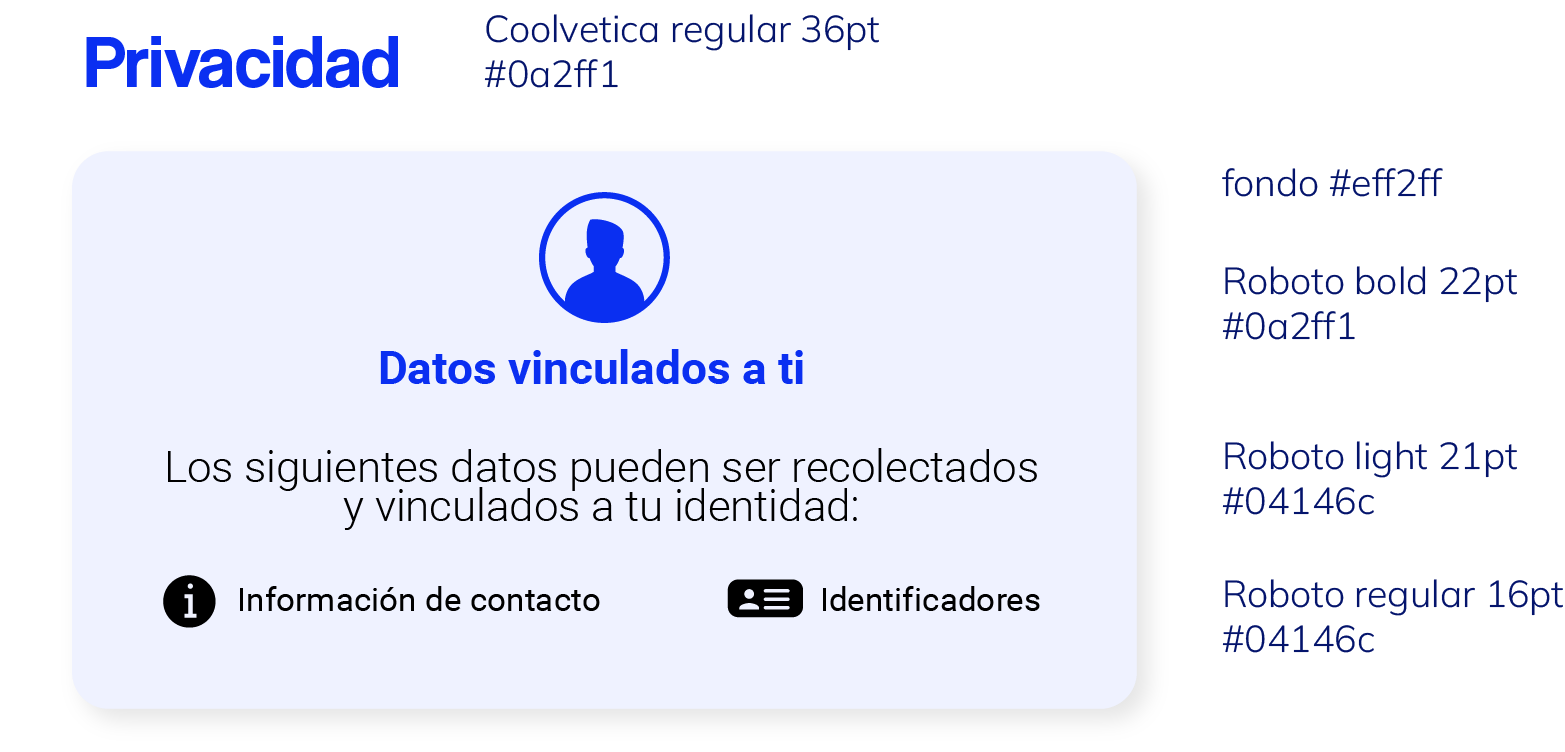 Privacidad
Coolvetica regular 36pt
#0a2ff1
fondo #eff2ff
Datos vinculados a ti
Roboto bold 22pt
#0a2ff1
Los siguientes datos pueden ser recolectados
y vinculados a tu identidad:
Roboto light 21pt
#04146c
Información de contacto
Identificadores
Roboto regular 16pt
#04146c